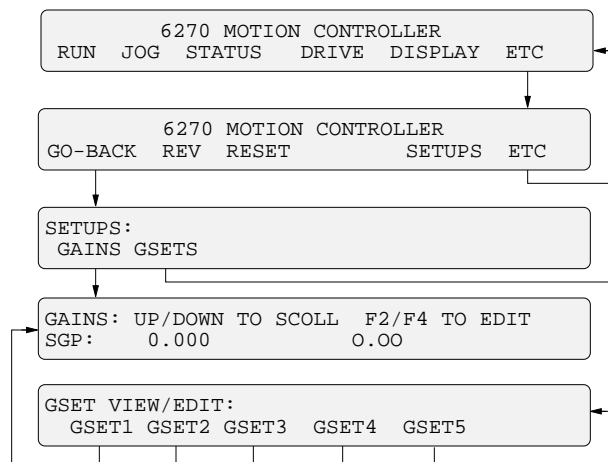 6270 MOTION CONTROLLER
RUN JOG STATUS DRIVE DISPLAY ETC
6270 MOTION CONTROLLER
GO-BACK REV RESET SETUPS ETC
SETUPS:
GAINS GSETS
GAINS: UP/DOWN TO SCOLL F2/F4 TO EDIT
SGP: 0.000 O.OO
GSET VIEW/EDIT:
GSET1 GSET2 GSET3 GSET4 GSET5